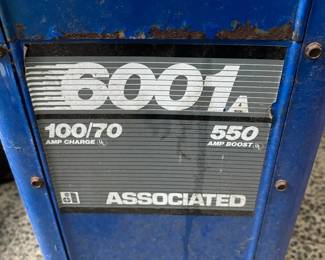 6001A
100/70 550
AMP CHARGE AMP BOOST
ASSOCIATED